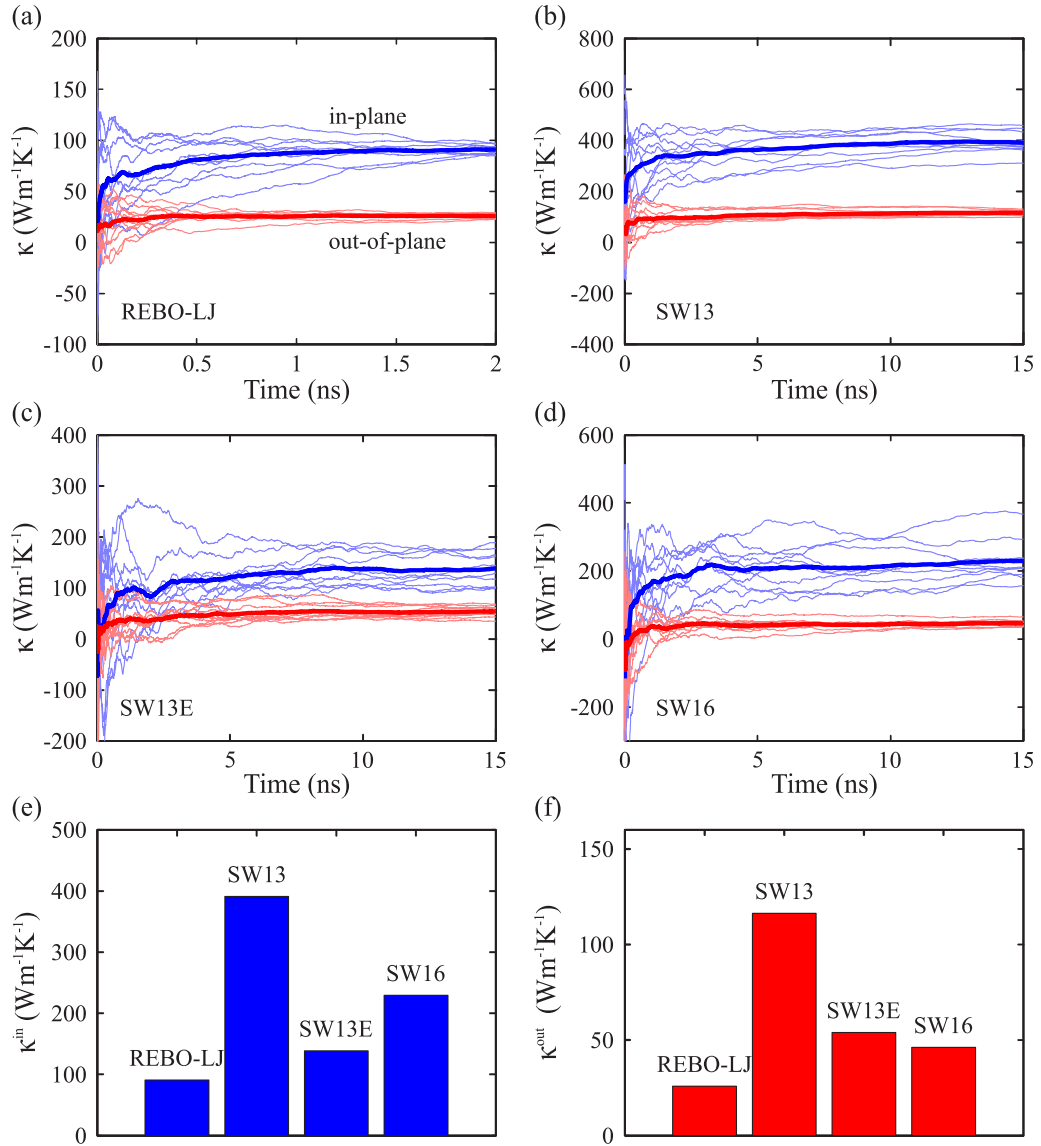 (a)
200
150
100
50
0
-50
-100
κ (Wm⁻¹K⁻¹)
in-plane
out-of-plane
REBO-LJ
0 0.5 1 1.5 2
Time (ns)
(b)
800
600
400
200
0
-200
-400
κ (Wm⁻¹K⁻¹)
SW13
0 5 10 15
Time (ns)
(c)
400
300
200
100
0
-100
-200
κ (Wm⁻¹K⁻¹)
SW13E
0 5 10 15
Time (ns)
(d)
600
400
200
0
-200
κ (Wm⁻¹K⁻¹)
SW16
0 5 10 15
Time (ns)
(e)
500
400
300
200
100
0
κⁱⁿ (Wm⁻¹K⁻¹)
REBO-LJ
SW13
SW13E
SW16
(f)
150
100
50
0
κᵒᵘᵗ (Wm⁻¹K⁻¹)
REBO-LJ
SW13
SW13E
SW16